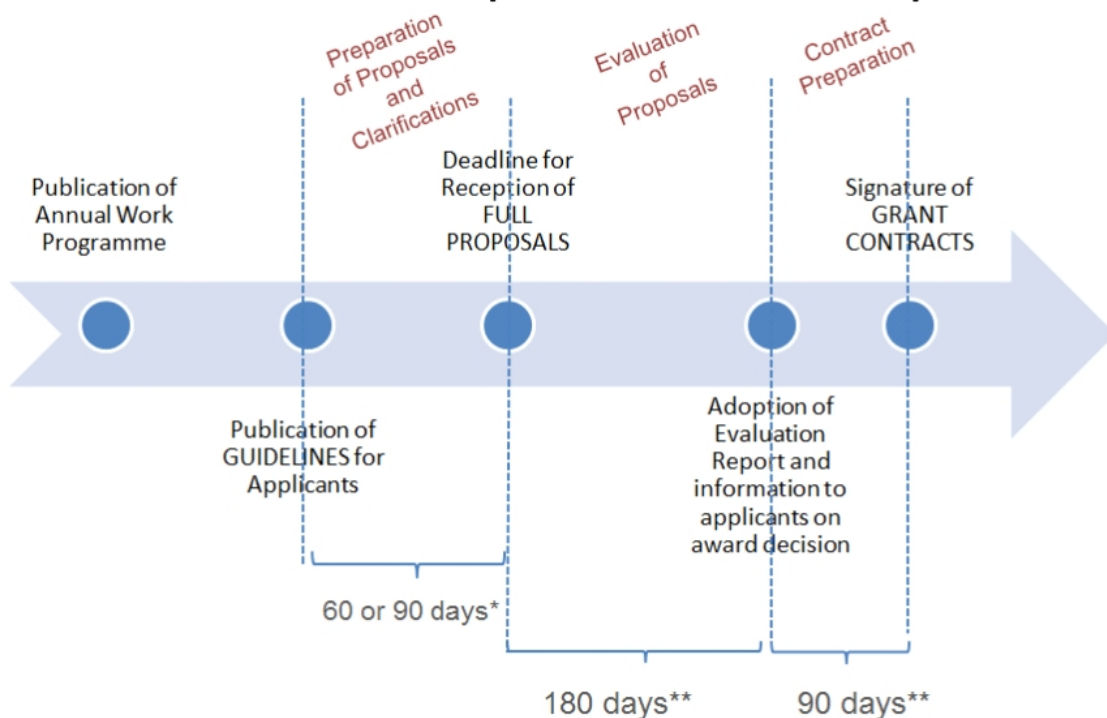 Preparation
of Proposals
and
Clarifications
Evaluation
of
Proposals
Contract
Preparation
Publication of
Annual Work
Programme
Deadline for
Reception of
FULL
PROPOSALS
Signature of
GRANT
CONTRACTS
Publication of
GUIDELINES for
Applicants
Adoption of
Evaluation
Report and
information to
applicants on
award decision
60 or 90 days*
180 days**
90 days**